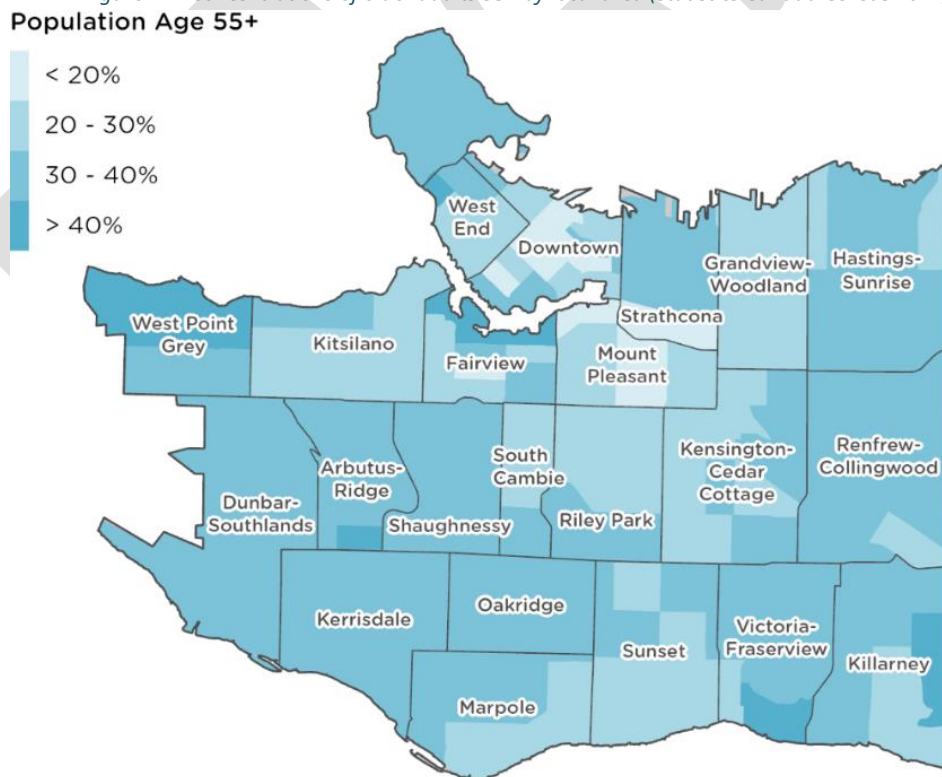 Population Age 55+
< 20%
20 - 30%
30 - 40%
> 40%
West
End
Downtown
Grandview-
Woodland
Hastings-
Sunrise
Strathcona
West Point
Grey
Kitsilano
Fairview
Mount
Pleasant
Arbutus-
Ridge
Dunbar-
Southlands
Shaughnessy
South
Cambie
Riley Park
Kensington-
Cedar
Cottage
Renfrew-
Collingwood
Kerrisdale
Oakridge
Marpole
Sunset
Victoria-
Fraserview
Killarney